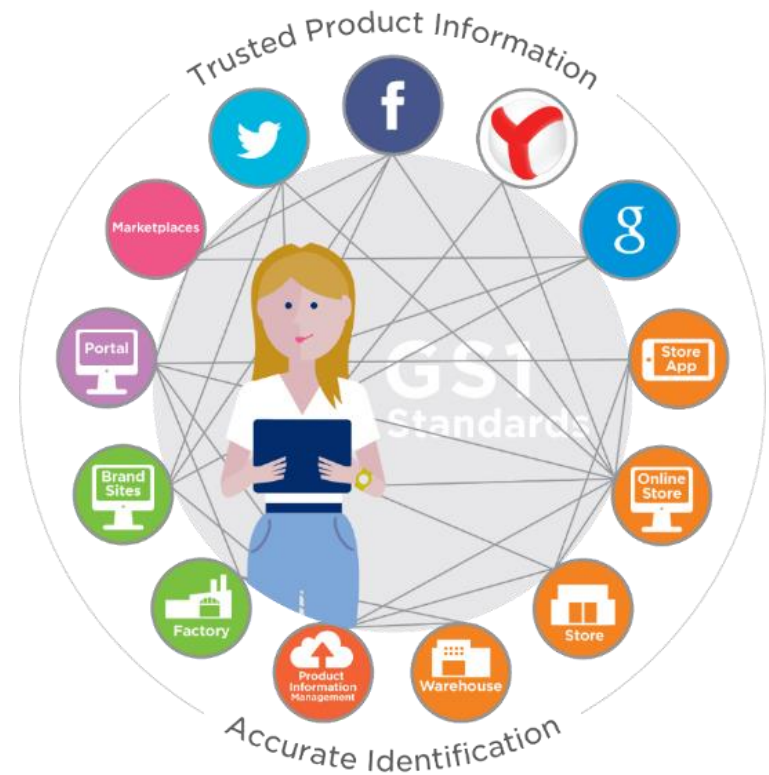 Trusted Product Information
f
g
Marketplaces
Portal
Store
App
GS1
Standards
Brand
Sites
Online
Store
Factory
Store
Product
Information
Management
Warehouse
Accurate Identification